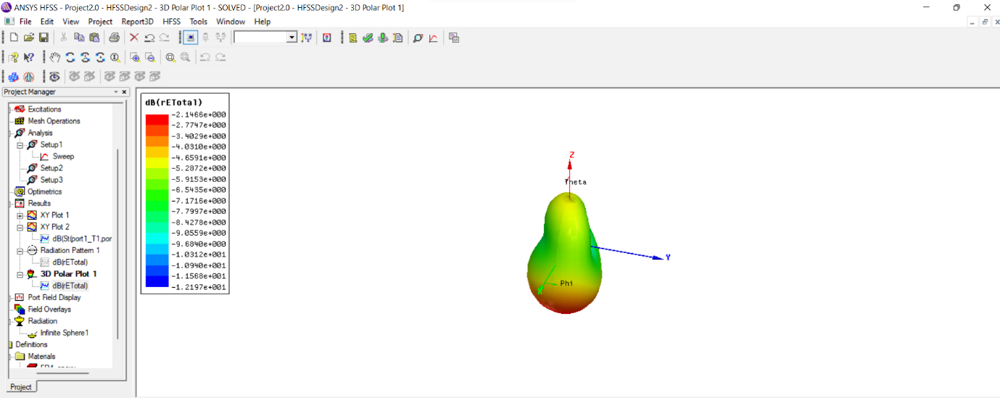 ANSYS HFSS - Project2.0 - HFSSDesign2 - 3D Polar Plot 1 - SOLVED - [Project2.0 - HFSSDesign2 - 3D Polar Plot 1]
File Edit View Project Report3D HFSS Tools Window Help
Project Manager
Excitations
Mesh Operations
Analysis
Setup1
Sweep
Setup2
Setup3
Optimetrics
Results
XY Plot 1
XY Plot 2
dB(St(port1_T1,por
Radiation Pattern 1
dB(rETotal)
3D Polar Plot 1
dB(rETotal)
Port Field Display
Field Overlays
Radiation
Infinite Sphere1
Definitions
Materials
Project
dB(rETotal)
-2.1466e+000
-2.7747e+000
-3.4029e+000
-4.0310e+000
-4.6591e+000
-5.2872e+000
-5.9153e+000
-6.5435e+000
-7.1716e+000
-7.7997e+000
-8.4278e+000
-9.0559e+000
-9.6840e+000
-1.0312e+001
-1.0940e+001
-1.1568e+001
-1.2197e+001
Z
Theta
Y
Phi
X